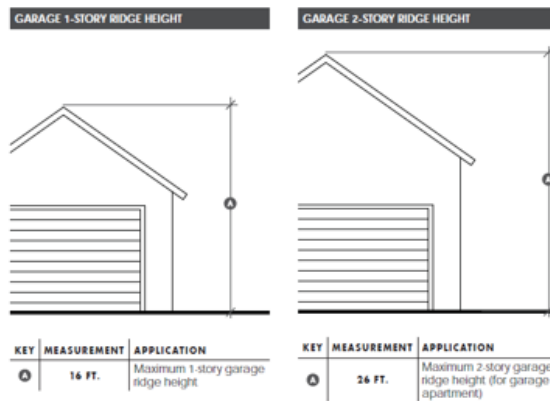 GARAGE 1-STORY RIDGE HEIGHT
A
KEY MEASUREMENT APPLICATION
A 16 FT. Maximum 1-story garage
ridge height
GARAGE 2-STORY RIDGE HEIGHT
A
KEY MEASUREMENT APPLICATION
A 26 FT. Maximum 2-story garage
ridge height (for garage
apartment)